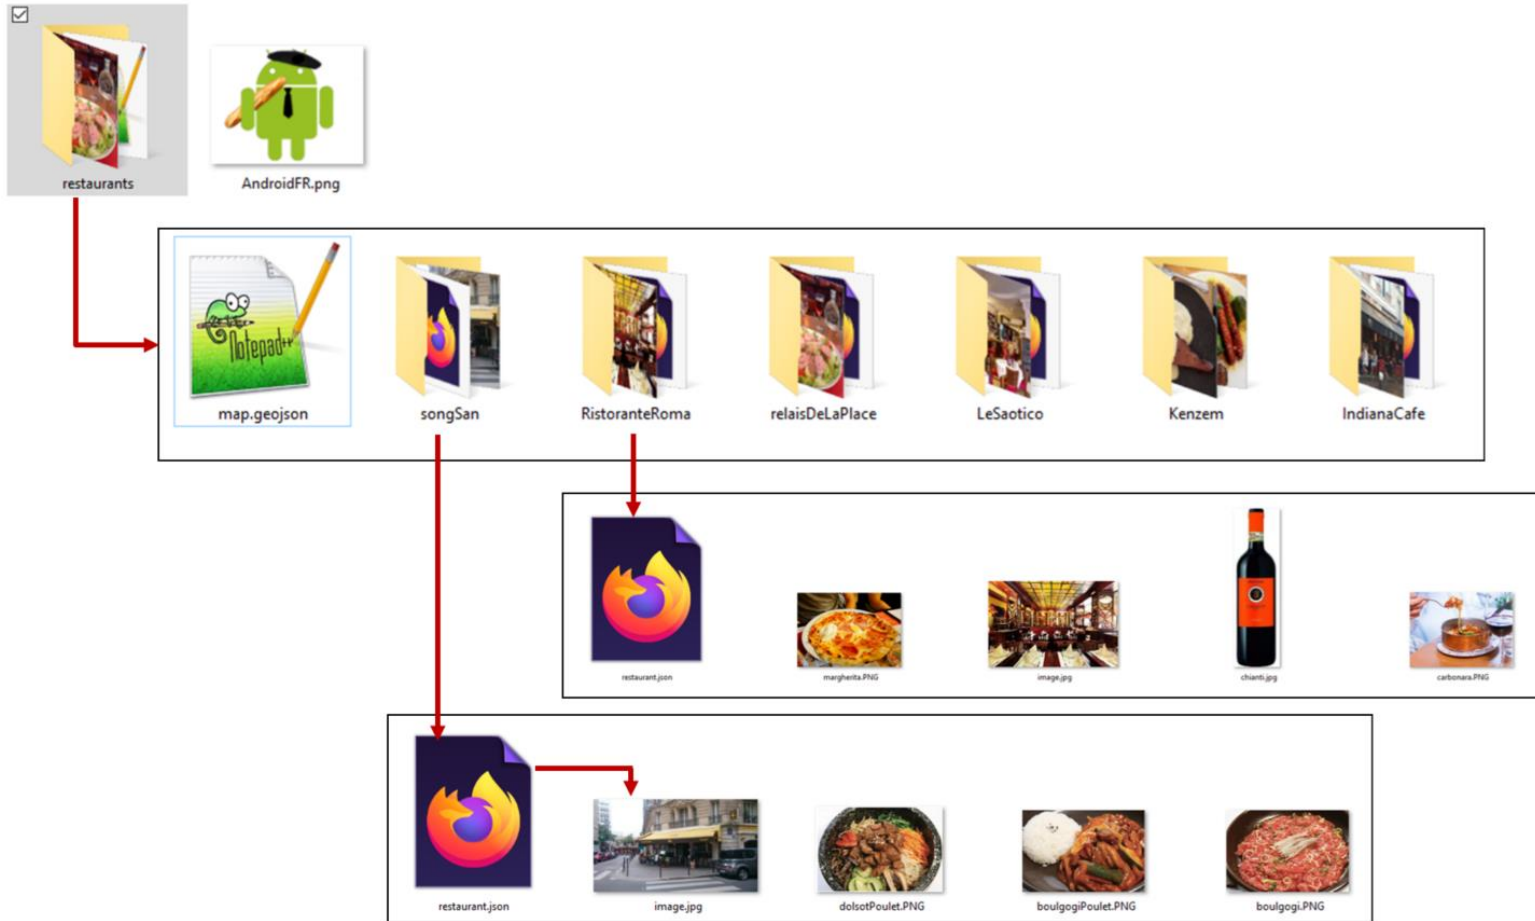 restaurants
AndroidFR.png
Notepad++
map.geojson
songSan
RistoranteRoma
relaisDeLaPlace
LeSaotico
Kenzem
IndianaCafe
restaurant.json
margherita.PNG
image.jpg
chianti.jpg
carbonara.PNG
restaurant.json
image.jpg
dolsotPoulet.PNG
boulgogiPoulet.PNG
boulgogi.PNG